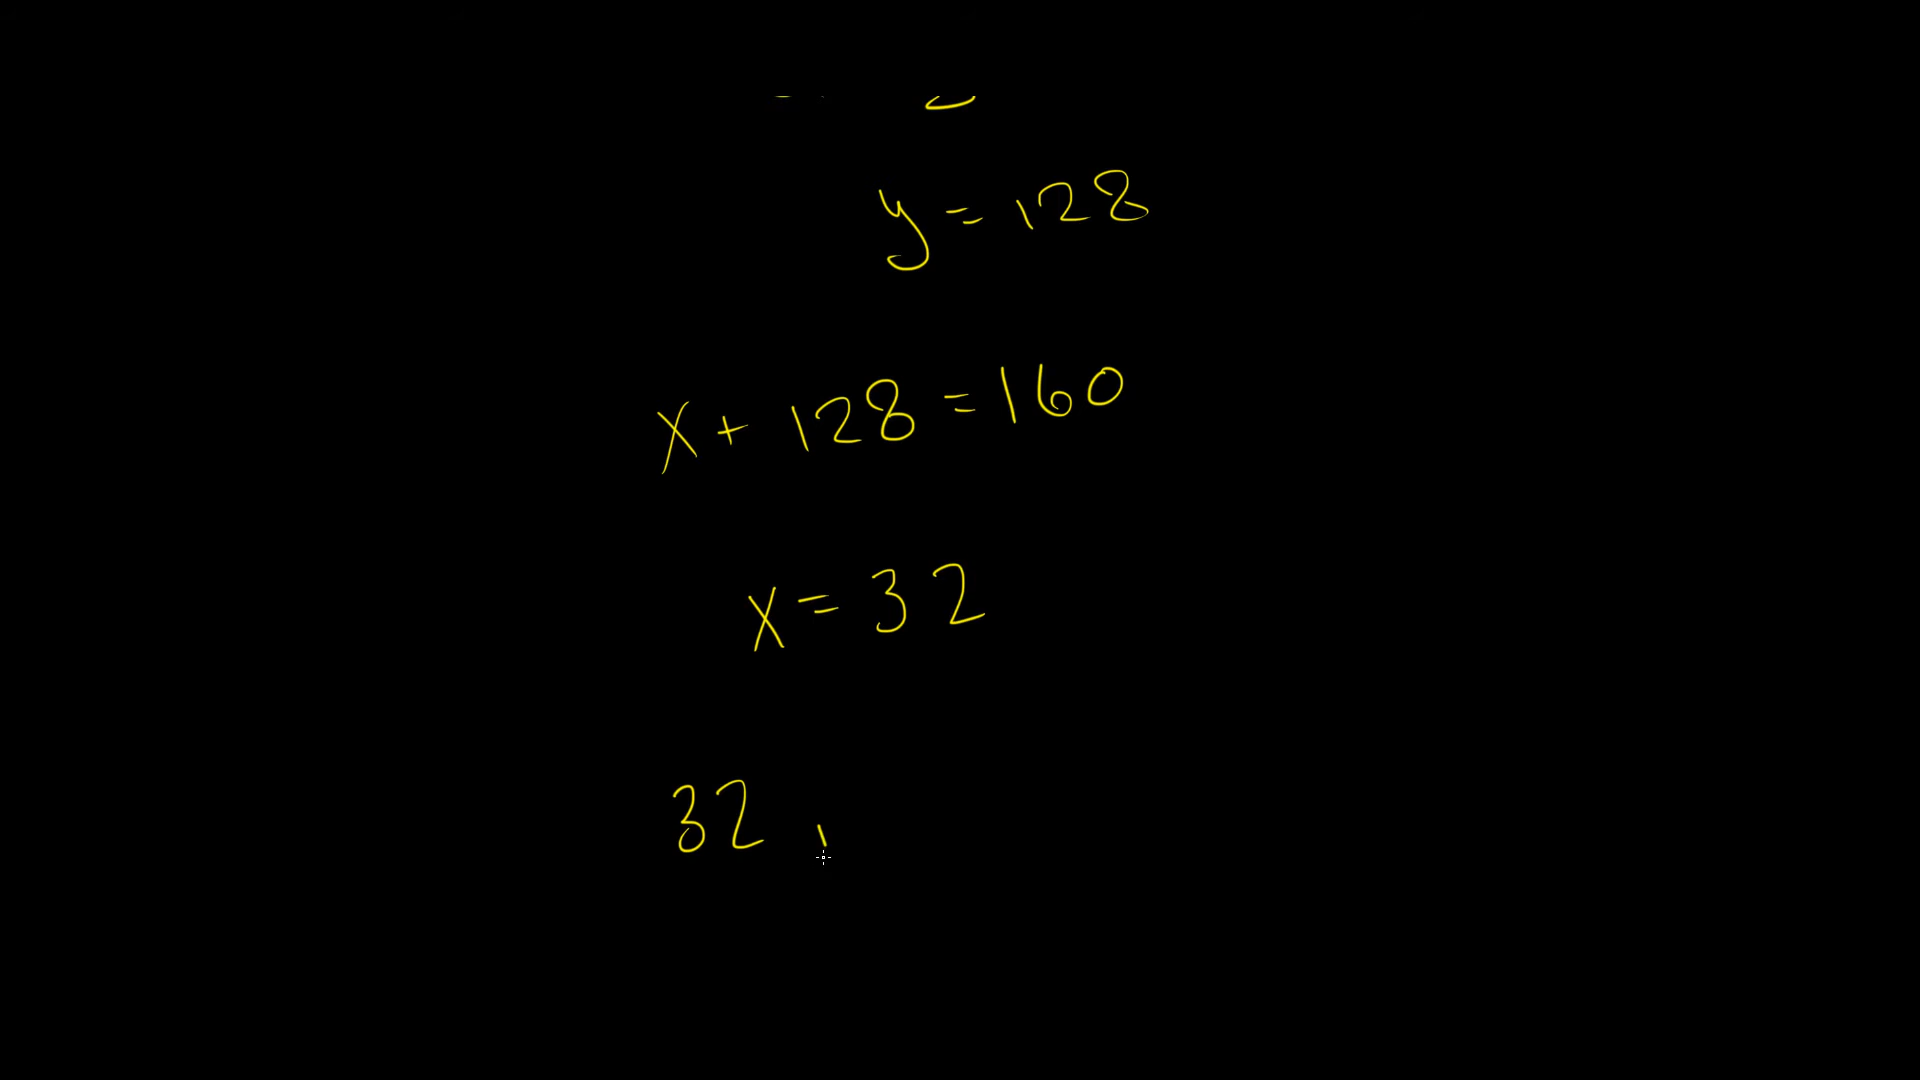 y = 128
x + 128 = 160
x = 32
32 ,